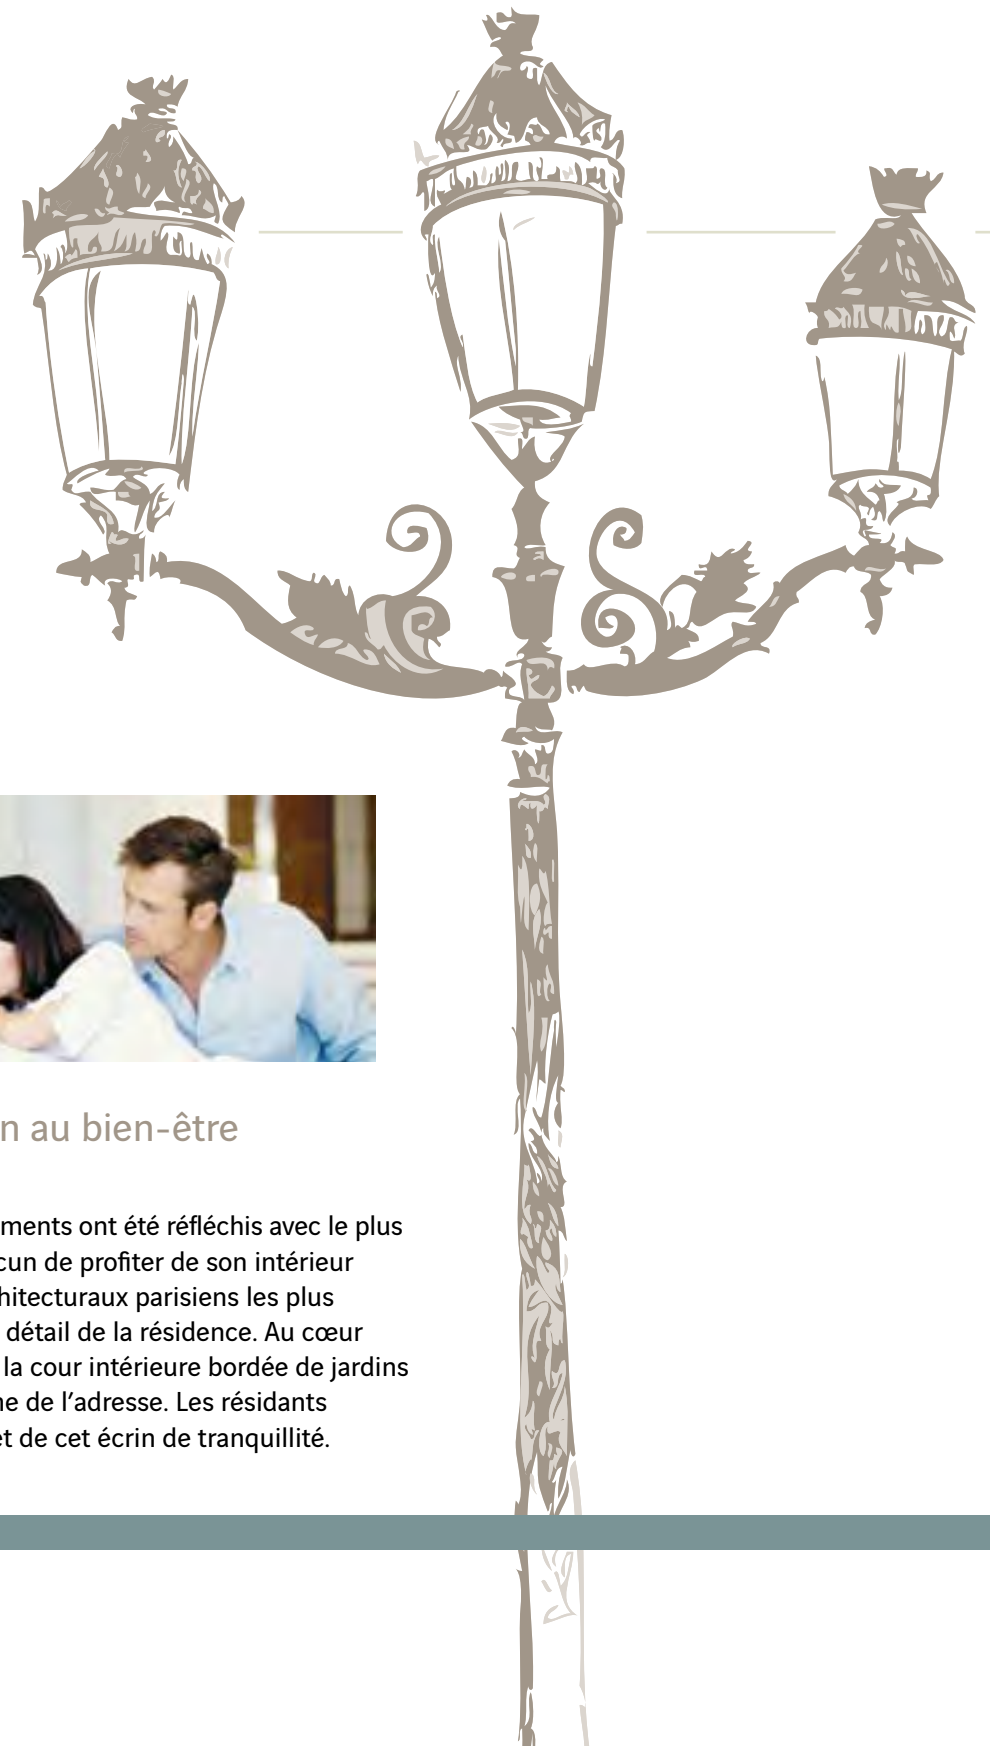 n au bien-être
ments ont été réfléchis avec le plus
cun de profiter de son intérieur
hitecturaux parisiens les plus
détail de la résidence. Au cœur
la cour intérieure bordée de jardins
e de l’adresse. Les résidants
et de cet écrin de tranquillité.